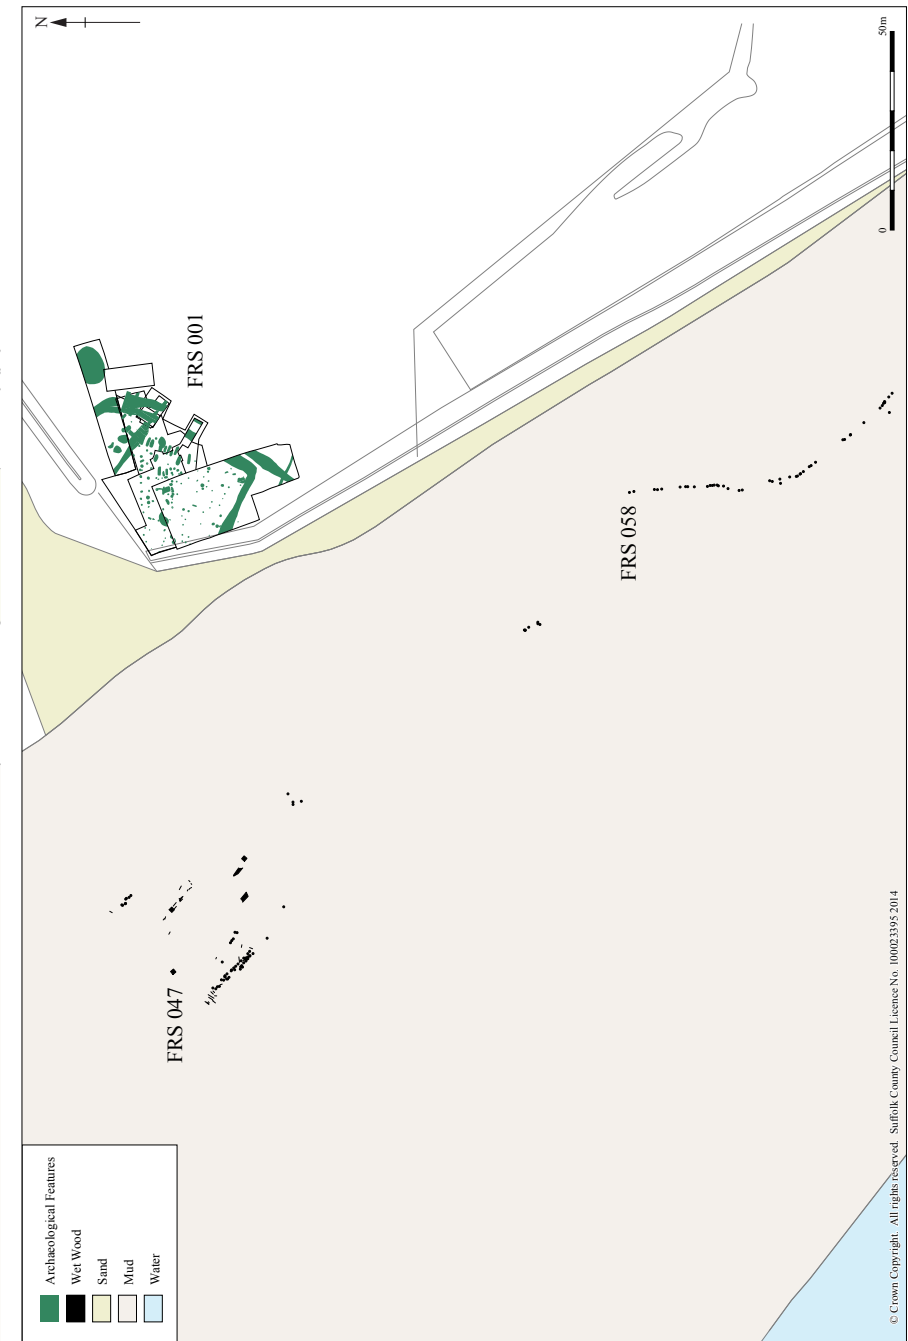 N
50m
0
FRS 001
FRS 058
FRS 047
Archaeological Features
Wet Wood
Sand
Mud
Water
© Crown Copyright. All rights reserved. Suffolk County Council Licence No. 100023395 2014